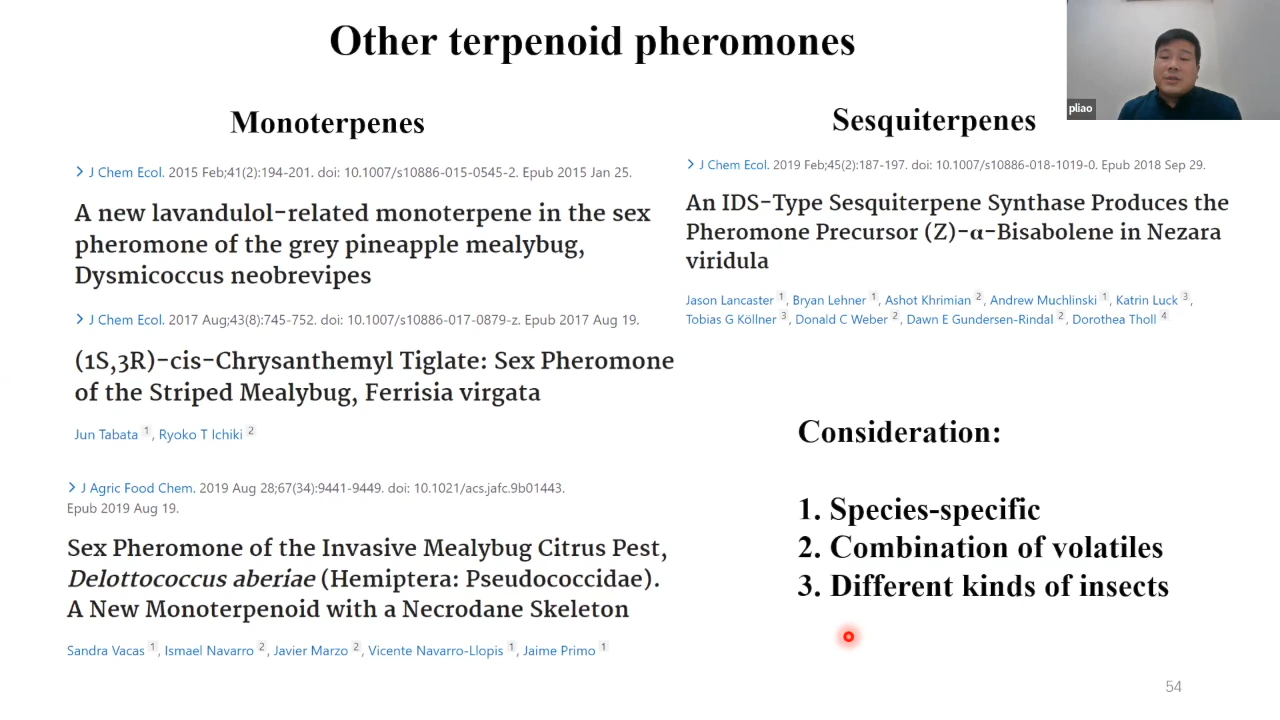 Other terpenoid pheromones
pliao
Monoterpenes
J Chem Ecol. 2015 Feb;41(2):194-201. doi: 10.1007/s10886-015-0545-2. Epub 2015 Jan 25.
A new lavandulol-related monoterpene in the sex
pheromone of the grey pineapple mealybug,
Dysmicoccus neobrevipes
J Chem Ecol. 2017 Aug;43(8):745-752. doi: 10.1007/s10886-017-0879-z. Epub 2017 Aug 19.
(1S,3R)-cis-Chrysanthemyl Tiglate: Sex Pheromone
of the Striped Mealybug, Ferrisia virgata
Jun Tabata 1, Ryoko T Ichiki 2
J Agric Food Chem. 2019 Aug 28;67(34):9441-9449. doi: 10.1021/acs.jafc.9b01443.
Epub 2019 Aug 19.
Sex Pheromone of the Invasive Mealybug Citrus Pest,
Delottococcus aberiae (Hemiptera: Pseudococcidae).
A New Monoterpenoid with a Necrodane Skeleton
Sandra Vacas 1, Ismael Navarro 2, Javier Marzo 2, Vicente Navarro-Llopis 1, Jaime Primo 1
Sesquiterpenes
J Chem Ecol. 2019 Feb;45(2):187-197. doi: 10.1007/s10886-018-1019-0. Epub 2018 Sep 29.
An IDS-Type Sesquiterpene Synthase Produces the
Pheromone Precursor (Z)-α-Bisabolene in Nezara
viridula
Jason Lancaster 1, Bryan Lehner 1, Ashot Khrimian 2, Andrew Muchlinski 1, Katrin Luck 3,
Tobias G Köllner 3, Donald C Weber 2, Dawn E Gundersen-Rindal 2, Dorothea Tholl 4
Consideration:
1. Species-specific
2. Combination of volatiles
3. Different kinds of insects
54